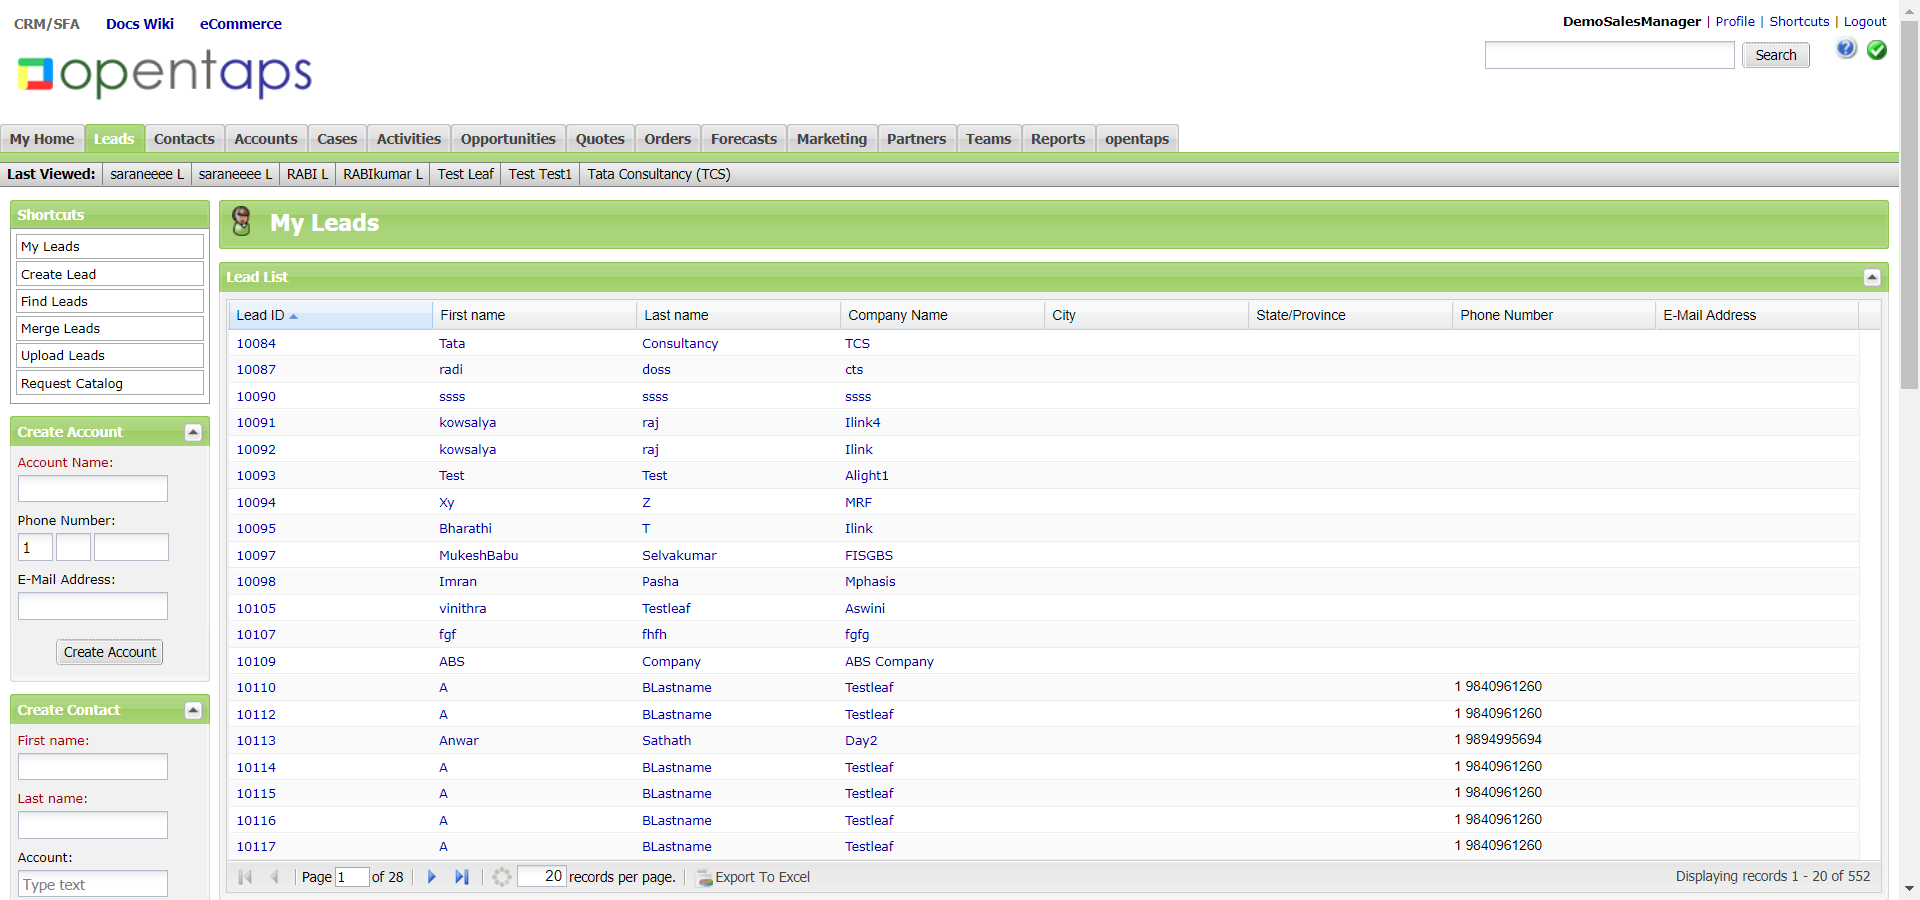 CRM/SFA Docs Wiki eCommerce
DemoSalesManager | Profile | Shortcuts | Logout
opentaps
Search
My Home Leads Contacts Accounts Cases Activities Opportunities Quotes Orders Forecasts Marketing Partners Teams Reports opentaps
Last Viewed: saraneeee L saraneeee L RABI L RABIkumar L Test Leaf Test Test1 Tata Consultancy (TCS)
Shortcuts
My Leads
Create Lead
Find Leads
Merge Leads
Upload Leads
Request Catalog
Create Account
Account Name:
Phone Number:
1
E-Mail Address:
Create Account
Create Contact
First name:
Last name:
Account:
Type text
My Leads
Lead List
Lead ID First name Last name Company Name City State/Province Phone Number E-Mail Address
10084 Tata Consultancy TCS
10087 radi doss cts
10090 ssss ssss ssss
10091 kowsalya raj Ilink4
10092 kowsalya raj Ilink
10093 Test Test Alight1
10094 Xy Z MRF
10095 Bharathi T Ilink
10097 MukeshBabu Selvakumar FISGBS
10098 Imran Pasha Mphasis
10105 vinithra Testleaf Aswini
10107 fgf fhfh fgfg
10109 ABS Company ABS Company
10110 A BLastname Testleaf 1 9840961260
10112 A BLastname Testleaf 1 9840961260
10113 Anwar Sathath Day2 1 9894995694
10114 A BLastname Testleaf 1 9840961260
10115 A BLastname Testleaf 1 9840961260
10116 A BLastname Testleaf 1 9840961260
10117 A BLastname Testleaf 1 9840961260
Page 1 of 28 20 records per page. Export To Excel Displaying records 1 - 20 of 552